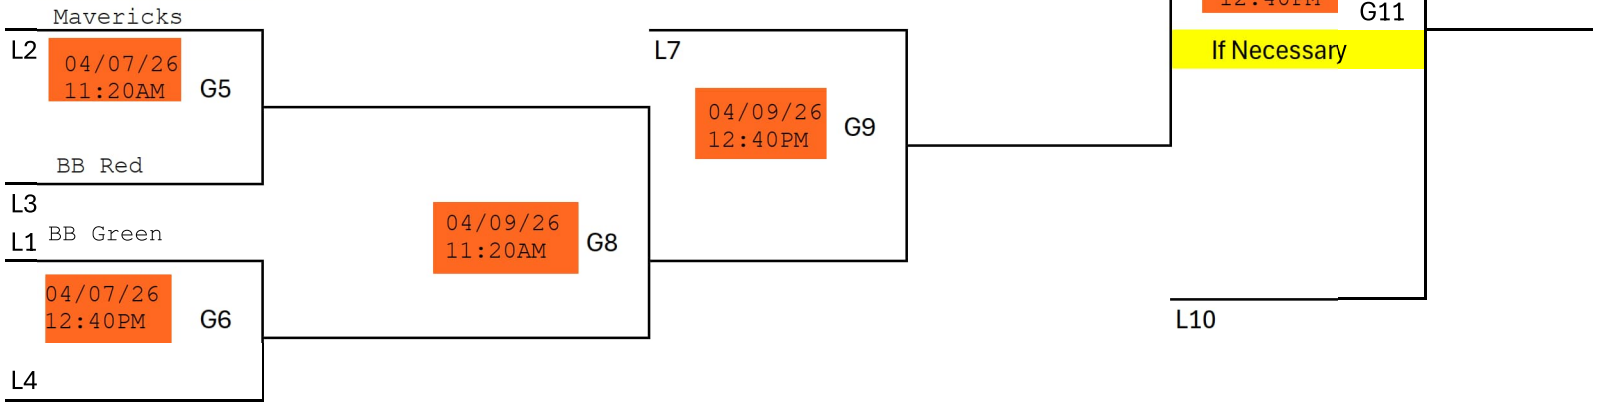 Mavericks
L2
04/07/26
11:20AM
G5
BB Red
L3
L1
BB Green
04/07/26
12:40PM
G6
L4
04/09/26
11:20AM
G8
L7
04/09/26
12:40PM
G9
12:40PM
G11
If Necessary
L10